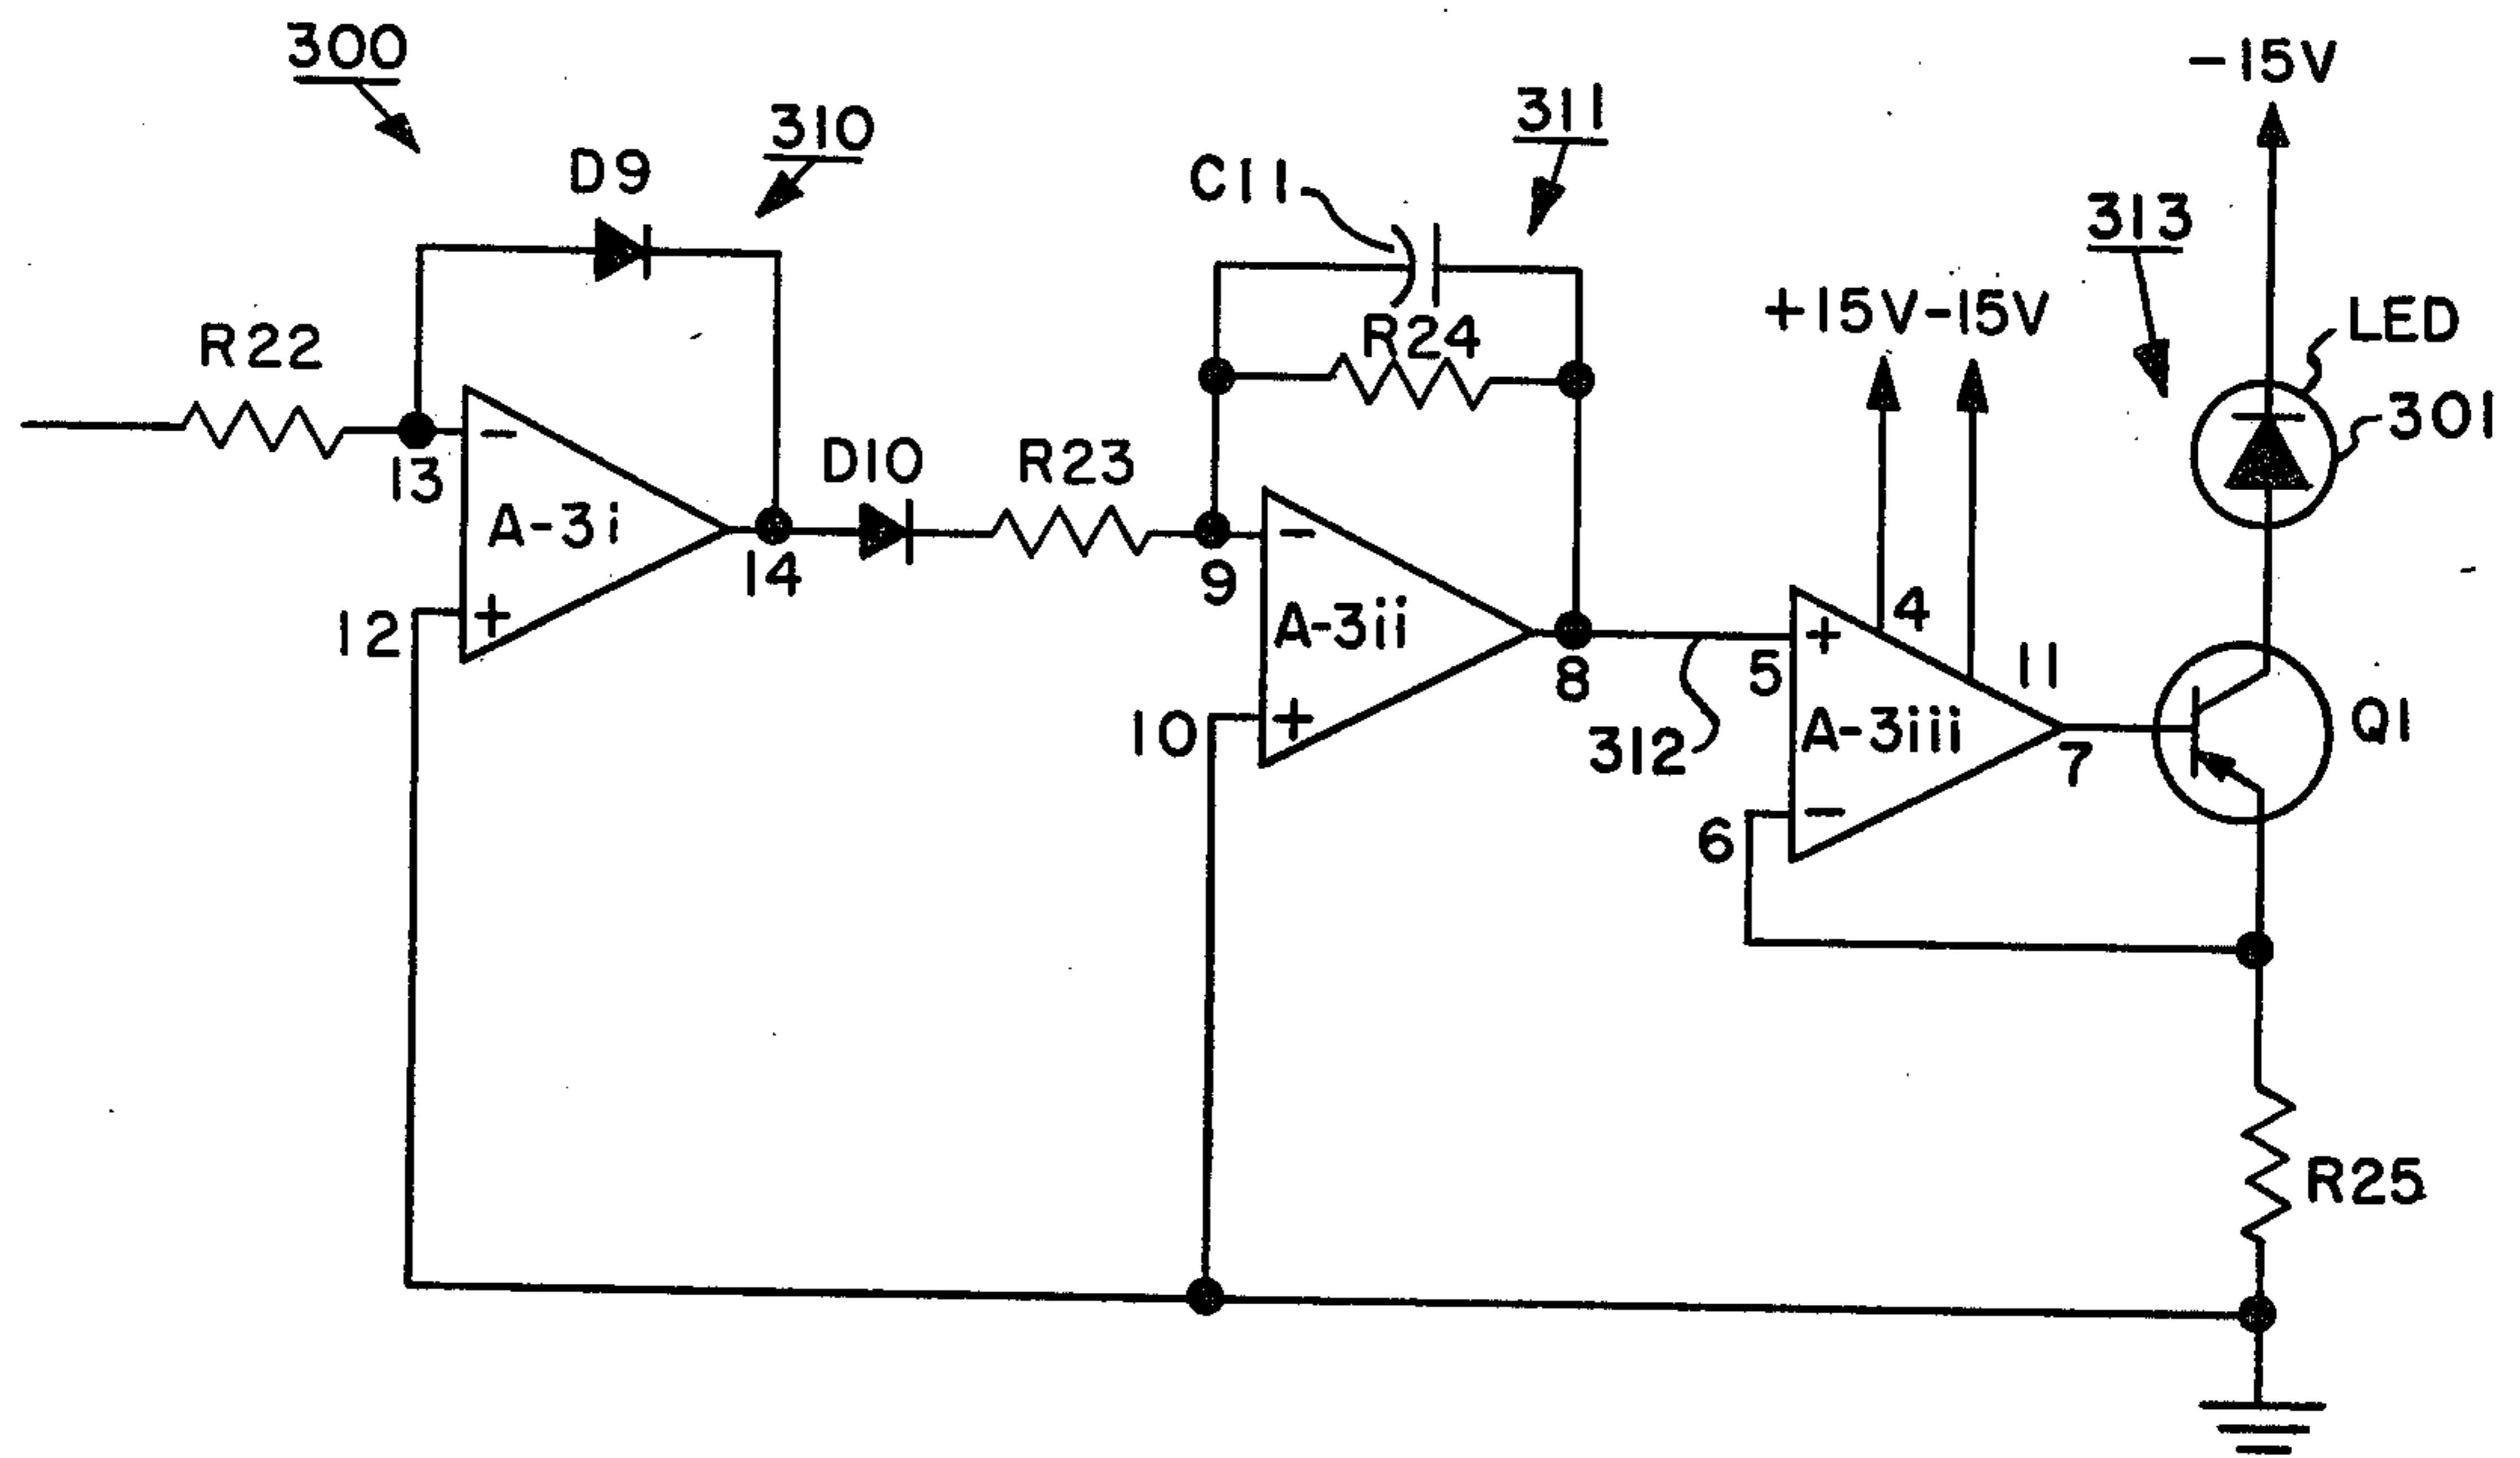 300
310
311
-15V
D9
C11
313
+15V-15V
R22
R24
LED
301
13
-
D10
R23
A-3i
14
9
-
12
+
A-3ii
4
8
5
+
11
10
+
312
A-3iii
7
Q1
6
-
R25